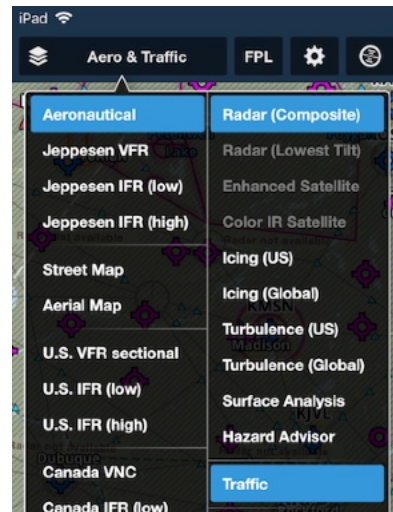 iPad
Aero & Traffic
FPL
Aeronautical
Jeppesen VFR
Jeppesen IFR (low)
Jeppesen IFR (high)
Street Map
Aerial Map
U.S. VFR sectional
U.S. IFR (low)
U.S. IFR (high)
Canada VNC
Canada IFR (low)
Radar (Composite)
Radar (Lowest Tilt)
Enhanced Satellite
Color IR Satellite
Icing (US)
Icing (Global)
Turbulence (US)
Turbulence (Global)
Surface Analysis
Hazard Advisor
Traffic
KMSN
Madison
KJVL
Dubuque
Lake